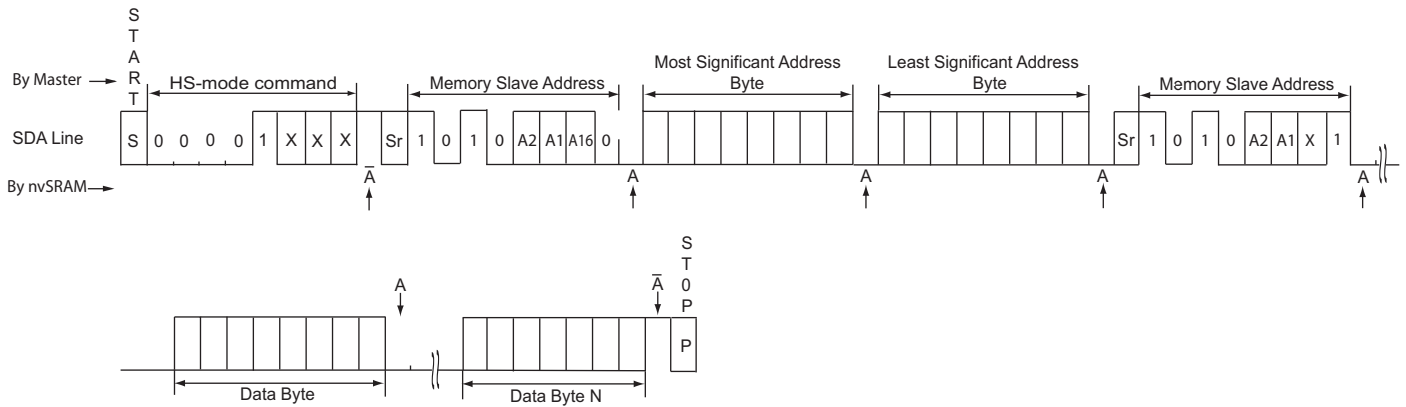 START
Most Significant Address Byte
Least Significant Address Byte
By Master
HS-mode command
Memory Slave Address
Memory Slave Address
SDA Line
S 0 0 0 0 1 X X X Sr 1 0 1 0 A2 A1 A16 0 Sr 1 0 1 0 A2 A1 X 1
By nvSRAM
A̅ A A A A
ST0P
A A̅
P
Data Byte
Data Byte N